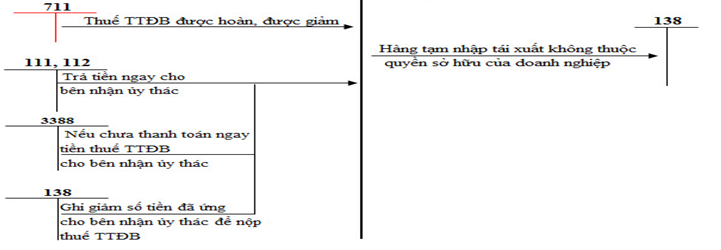 711
Thuế TTĐB được hoàn, được giảm
111, 112
Trả tiền ngay cho
bên nhận ủy thác
3388
Nếu chưa thanh toán ngay
tiền thuế TTĐB
cho bên nhận ủy thác
138
Ghi giảm số tiền đã ứng
cho bên nhận ủy thác để nộp
thuế TTĐB
138
Hàng tạm nhập tái xuất không thuộc
quyền sở hữu của doanh nghiệp